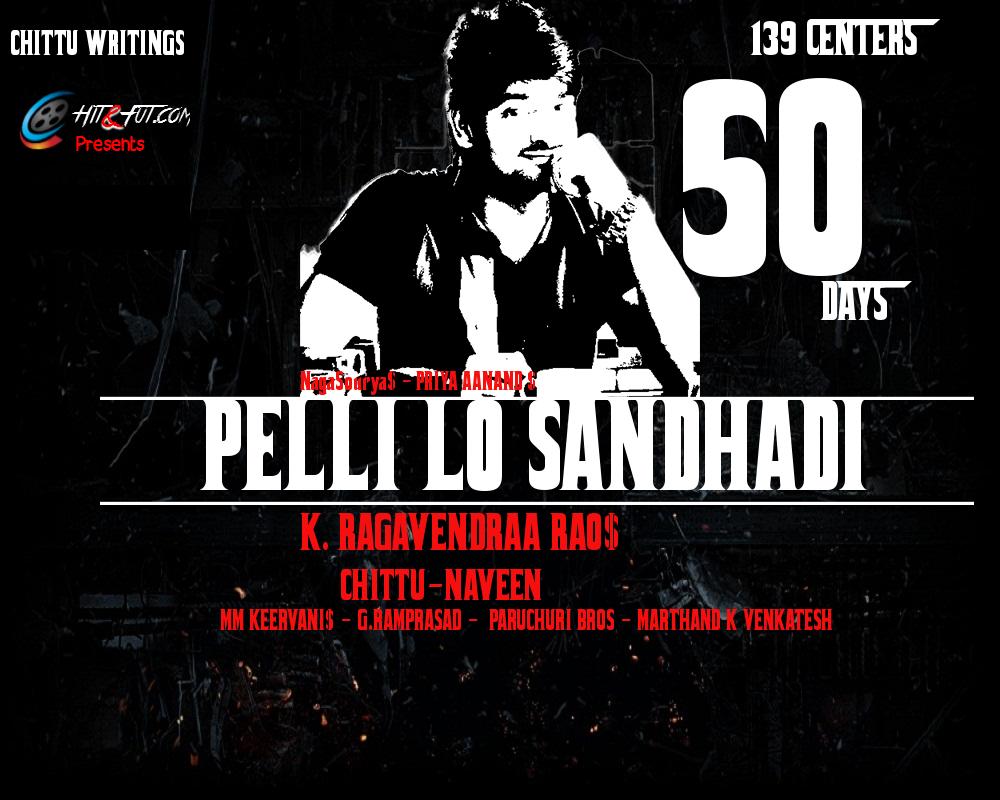 CHITTU WRITINGS
139 CENTERS
HIT&FUT.COM
Presents
50
DAYS
NagaSourya$ - PRIYA AANAND $
PELLI LO SANDHADI
K. RAGAVENDRAA RAO$
CHITTU-NAVEEN
MM KEERVANI$ - G.RAMPRASAD - PARUCHURI BROS - MARTHAND K VENKATESH